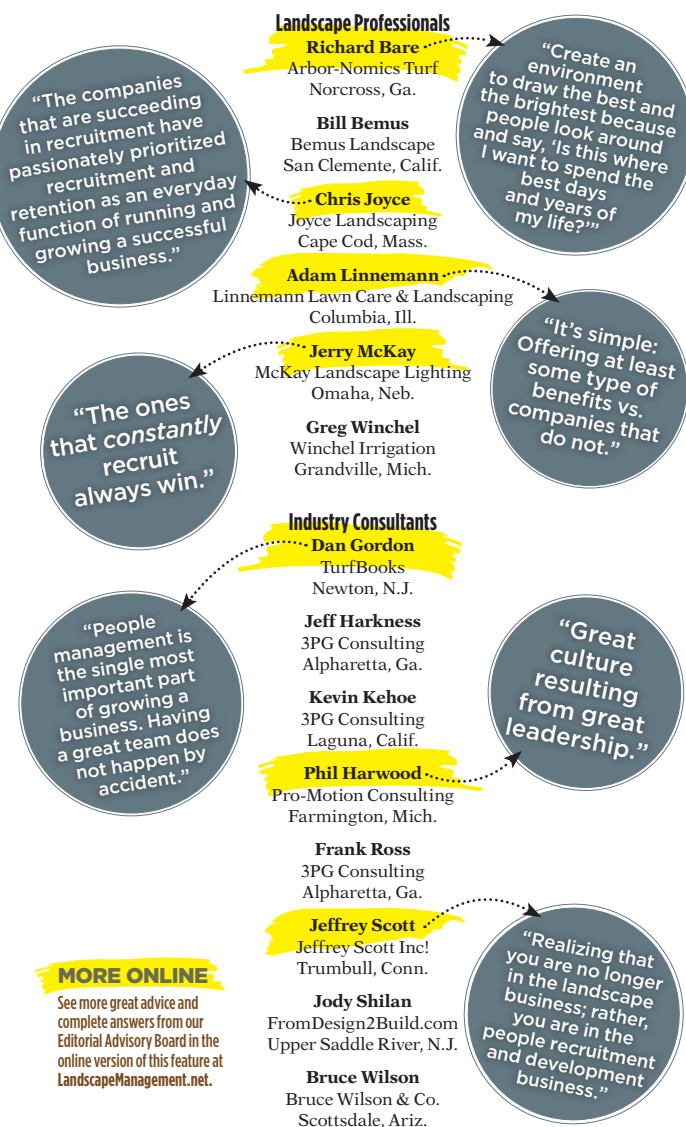 Landscape Professionals
Richard Bare
Arbor-Nomics Turf
Norcross, Ga.
“Create an
environment
to draw the best and
the brightest because
people look around
and say, ‘Is this where
I want to spend the
best days
and years of
my life?’”
Bill Bemus
Bemus Landscape
San Clemente, Calif.
Chris Joyce
Joyce Landscaping
Cape Cod, Mass.
“The companies
that are succeeding
in recruitment have
passionately prioritized
recruitment and
retention as an everyday
function of running and
growing a successful
business.”
Adam Linnemann
Linnemann Lawn Care & Landscaping
Columbia, Ill.
“It’s simple:
Offering at least
some type of
benefits vs.
companies that
do not.”
Jerry McKay
McKay Landscape Lighting
Omaha, Neb.
“The ones
that constantly
recruit
always win.”
Greg Winchel
Winchel Irrigation
Grandville, Mich.
Industry Consultants
Dan Gordon
TurfBooks
Newton, N.J.
“People
management is
the single most
important part
of growing a
business. Having
a great team does
not happen by
accident.”
Jeff Harkness
3PG Consulting
Alpharetta, Ga.
Kevin Kehoe
3PG Consulting
Laguna, Calif.
Phil Harwood
Pro-Motion Consulting
Farmington, Mich.
“Great
culture
resulting
from great
leadership.”
Frank Ross
3PG Consulting
Alpharetta, Ga.
Jeffrey Scott
Jeffrey Scott Inc!
Trumbull, Conn.
“Realizing that
you are no longer
in the landscape
business; rather,
you are in the
people recruitment
and development
business.”
Jody Shilan
FromDesign2Build.com
Upper Saddle River, N.J.
Bruce Wilson
Bruce Wilson & Co.
Scottsdale, Ariz.
MORE ONLINE
See more great advice and
complete answers from our
Editorial Advisory Board in the
online version of this feature at
LandscapeManagement.net.